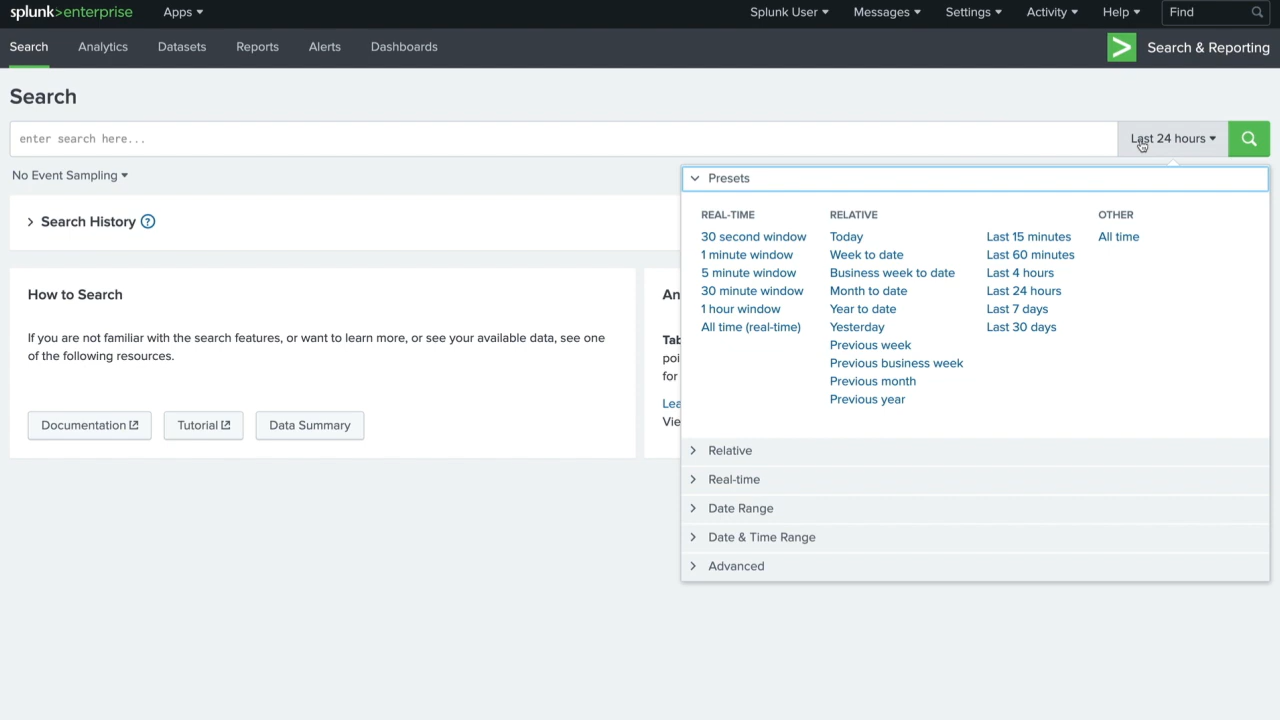 splunk>enterprise Apps Splunk User Messages Settings Activity Help Find
Search Analytics Datasets Reports Alerts Dashboards Search & Reporting
Search
enter search here... Last 24 hours
No Event Sampling
Presets
Search History ?
REAL-TIME RELATIVE OTHER
30 second window Today Last 15 minutes All time
1 minute window Week to date Last 60 minutes
5 minute window Business week to date Last 4 hours
30 minute window Month to date Last 24 hours
1 hour window Year to date Last 7 days
All time (real-time) Yesterday Last 30 days
Previous week
Previous business week
Previous month
Previous year
How to Search
If you are not familiar with the search features, or want to learn more, or see your available data, see one
of the following resources.
Documentation Tutorial Data Summary
An
Tab
poi
for
Lea
Vie
Relative
Real-time
Date Range
Date & Time Range
Advanced